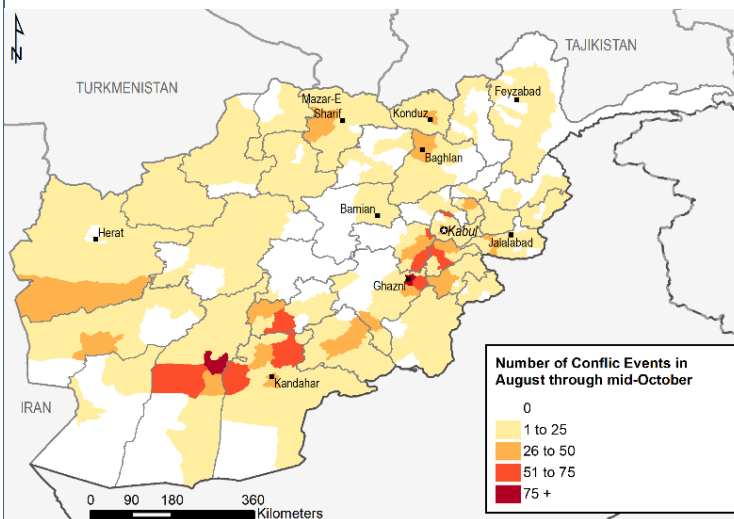 N
TAJIKISTAN
TURKMENISTAN
Feyzabad
Mazar-E
Sharif
Konduz
Baghlan
Bamian
Kabul
Herat
Jalalabad
Ghazni
Kandahar
IRAN
Number of Conflic Events in
August through mid-October
0
1 to 25
26 to 50
51 to 75
75 +
0 90 180 360
Kilometers